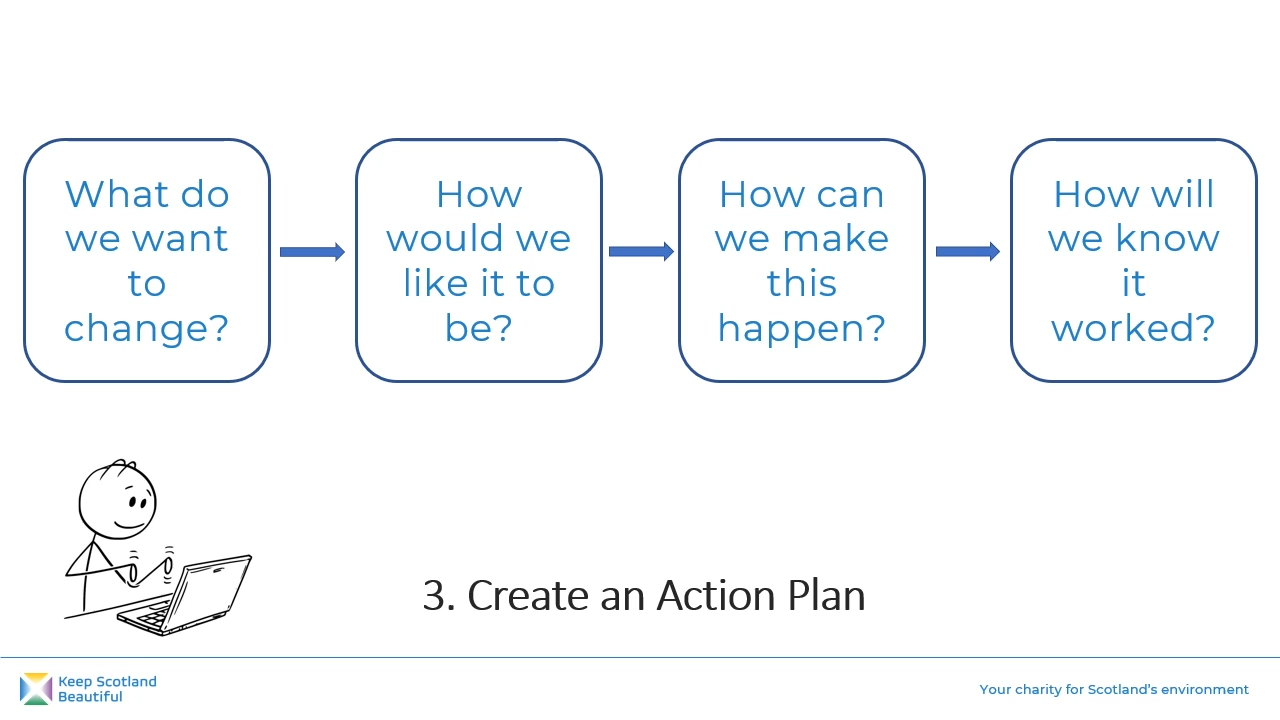 What do
we want
to
change?
How
would we
like it to
be?
How can
we make
this
happen?
How will
we know
it
worked?
3. Create an Action Plan
Keep Scotland
Beautiful
Your charity for Scotland's environment